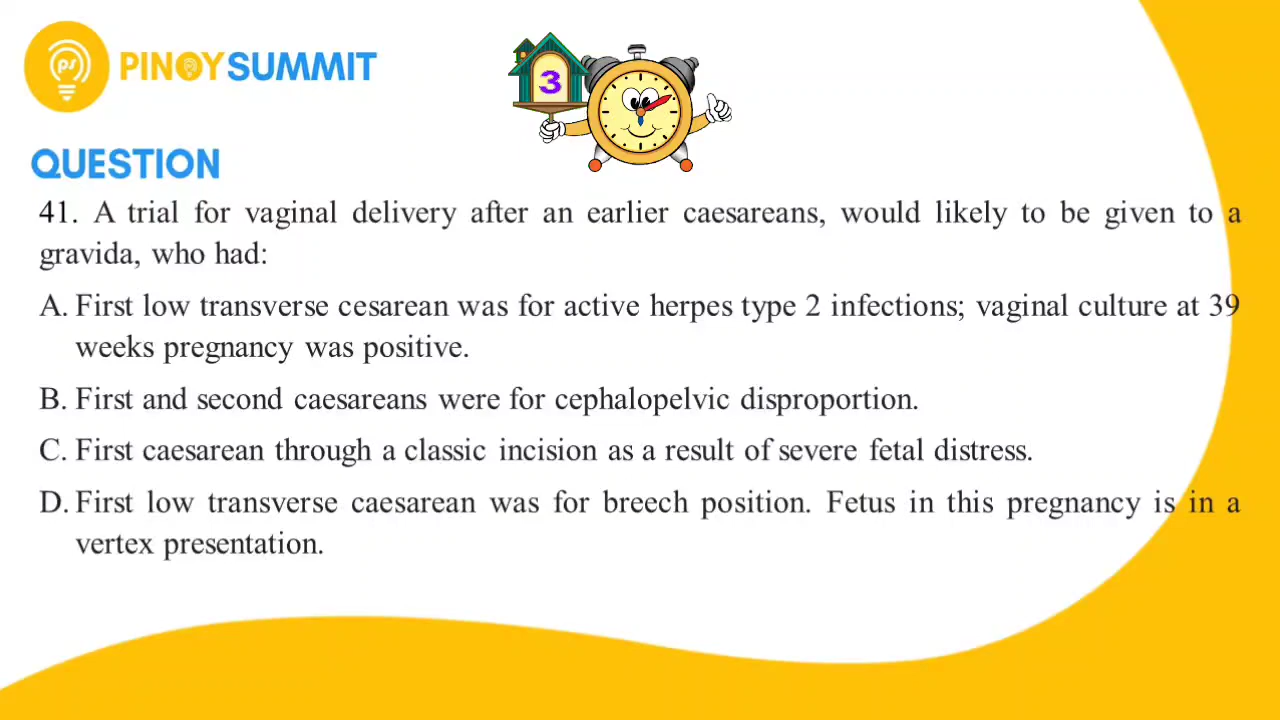 PINOY SUMMIT
3
QUESTION
41. A trial for vaginal delivery after an earlier caesareans, would likely to be given to a
gravida, who had:
A. First low transverse cesarean was for active herpes type 2 infections; vaginal culture at 39
weeks pregnancy was positive.
B. First and second caesareans were for cephalopelvic disproportion.
C. First caesarean through a classic incision as a result of severe fetal distress.
D. First low transverse caesarean was for breech position. Fetus in this pregnancy is in a
vertex presentation.